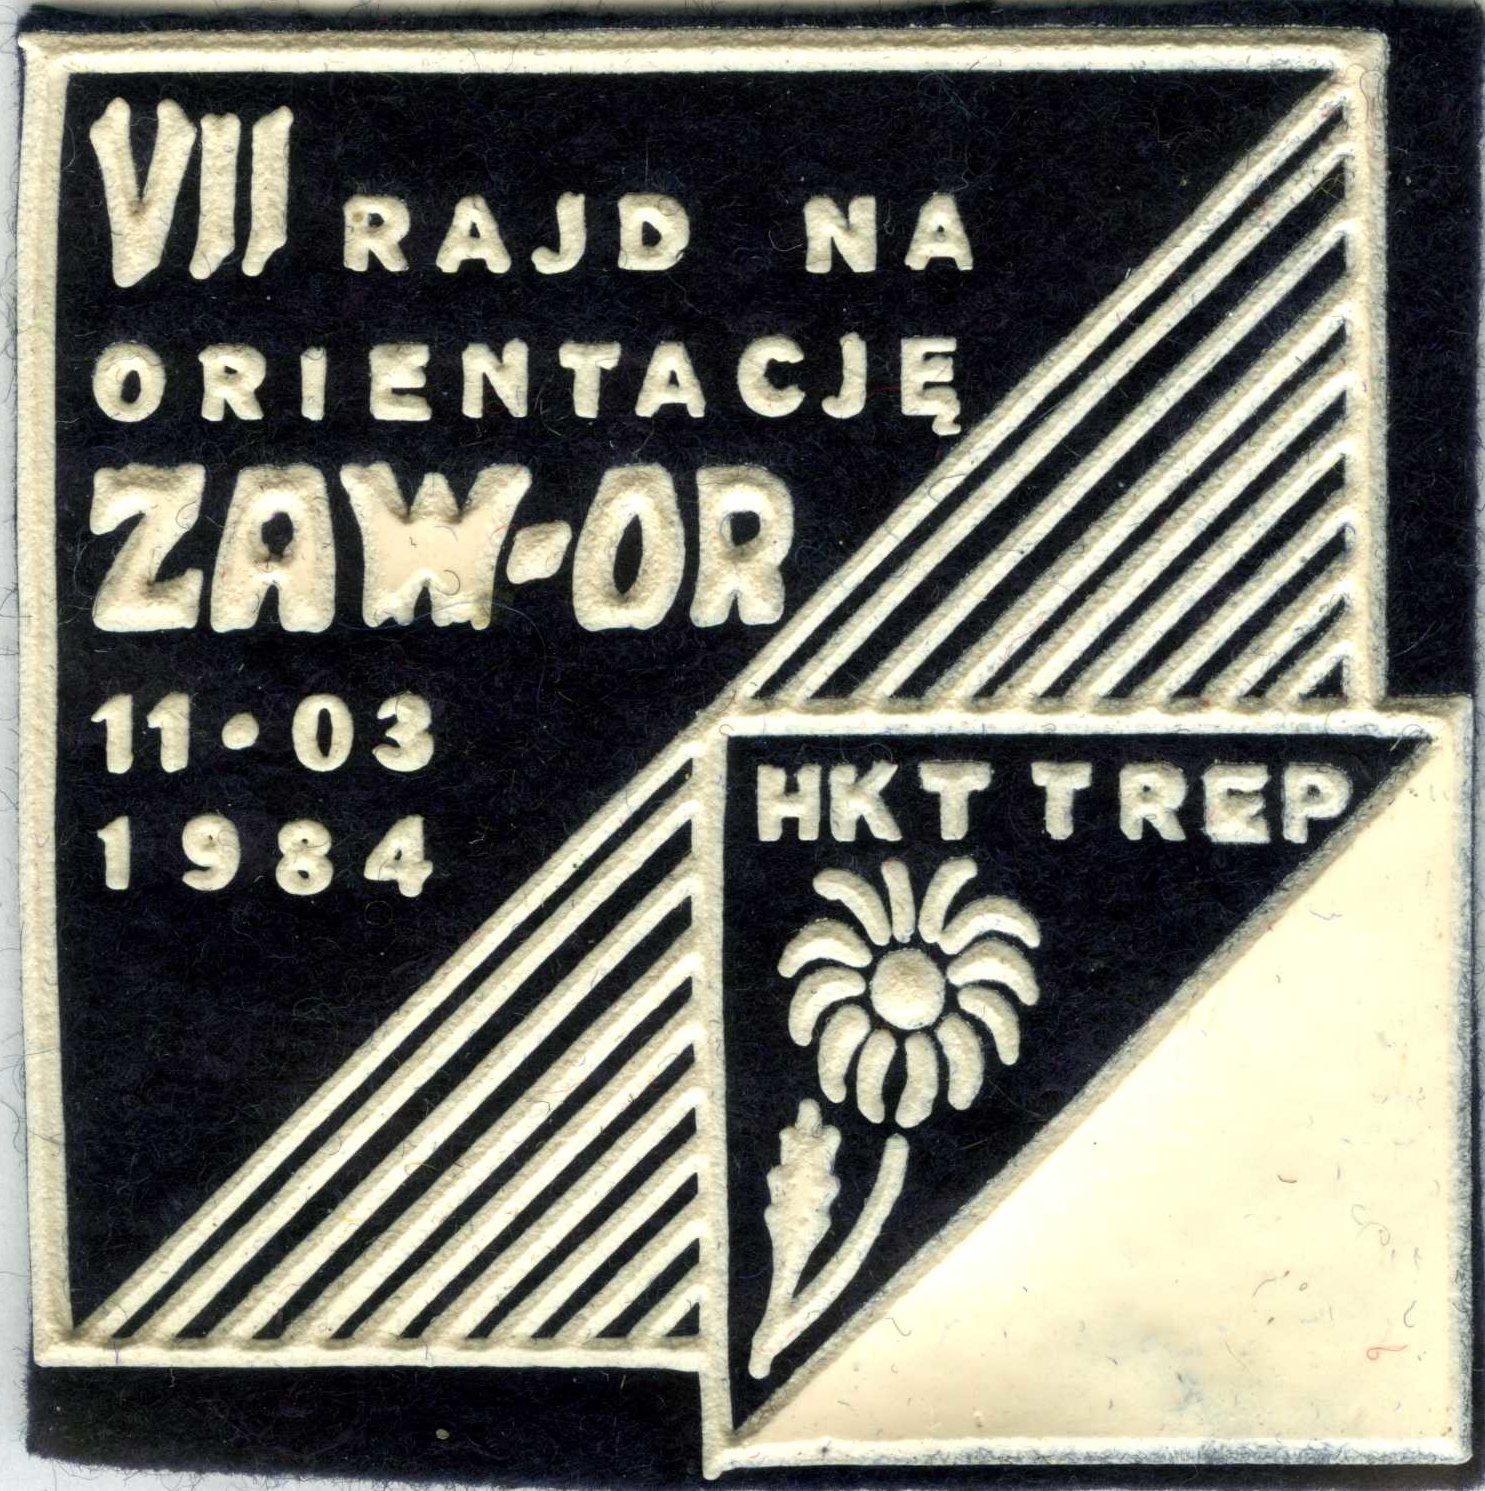 VII RAJD NA
ORIENTACJĘ
ZAW-OR
11•03
1984
HKT TREP